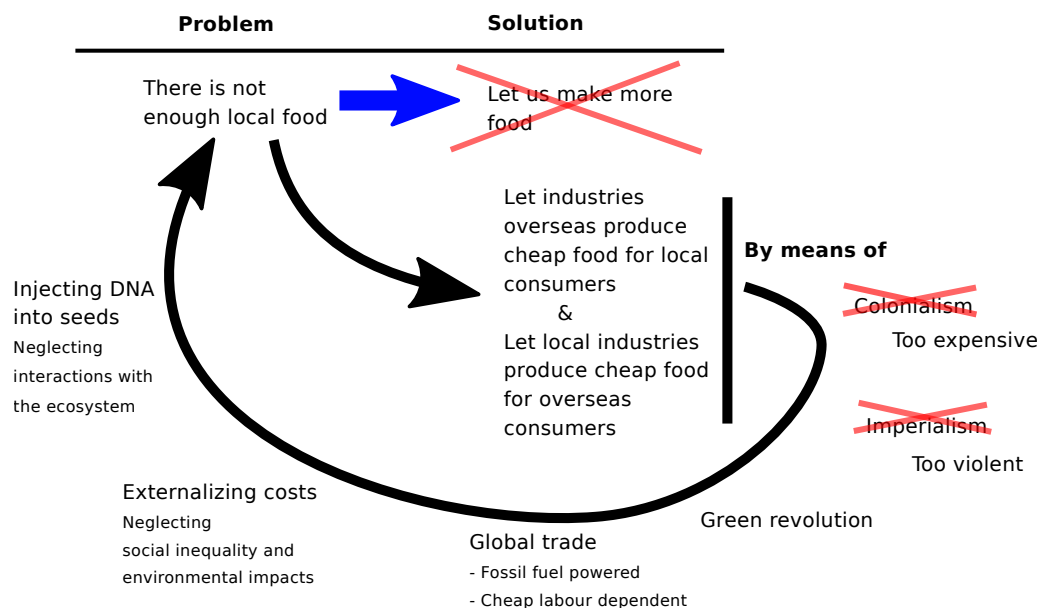 Problem
Solution
There is not
enough local food
Let us make more
food
Let industries
overseas produce
cheap food for local
consumers
&
Let local industries
produce cheap food
for overseas
consumers
By means of
Colonialism
Too expensive
Imperialism
Too violent
Green revolution
Global trade
- Fossil fuel powered
- Cheap labour dependent
Externalizing costs
Neglecting
social inequality and
environmental impacts
Injecting DNA
into seeds
Neglecting
interactions with
the ecosystem